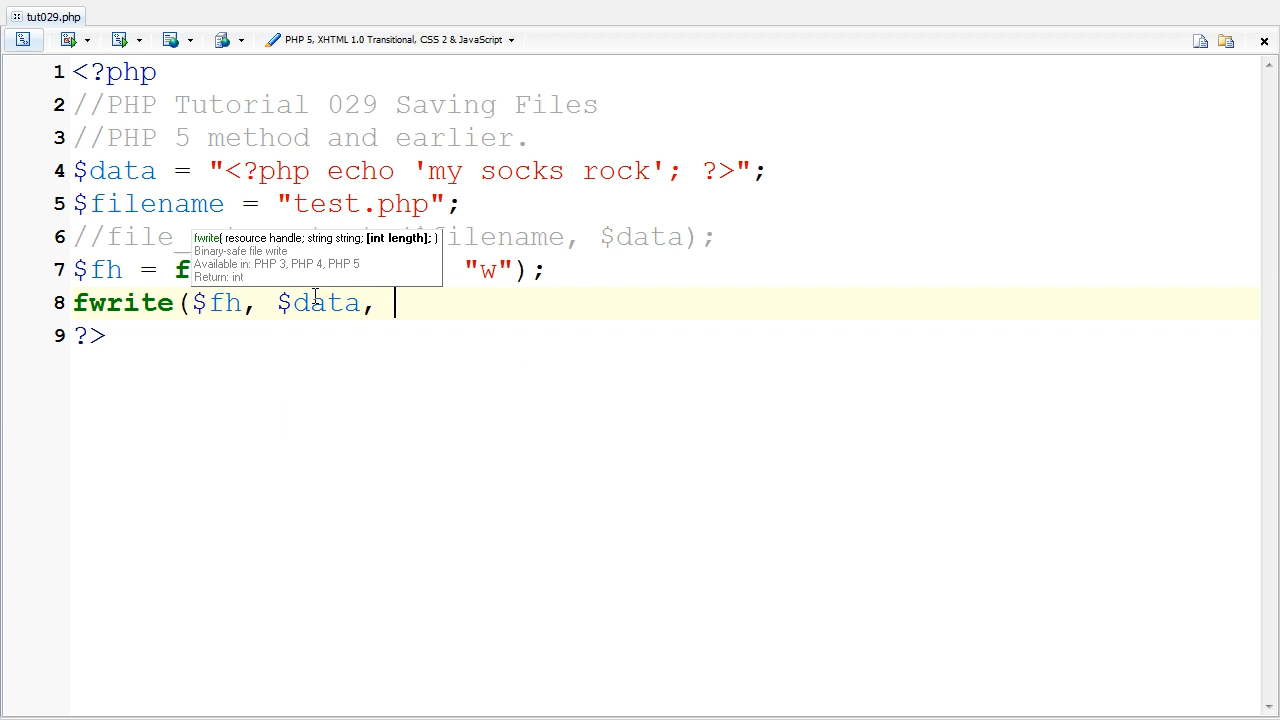 tut029.php
PHP 5, XHTML 1.0 Transitional, CSS 2 & JavaScript
1 <?php
2 //PHP Tutorial 029 Saving Files
3 //PHP 5 method and earlier.
4 $data = "<?php echo 'my socks rock'; ?>";
5 $filename = "test.php";
6 //file_ filename, $data);
fwrite( resource handle; string string; [int length]; )
Binary-safe file write
Available in: PHP 3, PHP 4, PHP 5
Return: int
7 $fh = f "w");
8 fwrite($fh, $data,
9 ?>